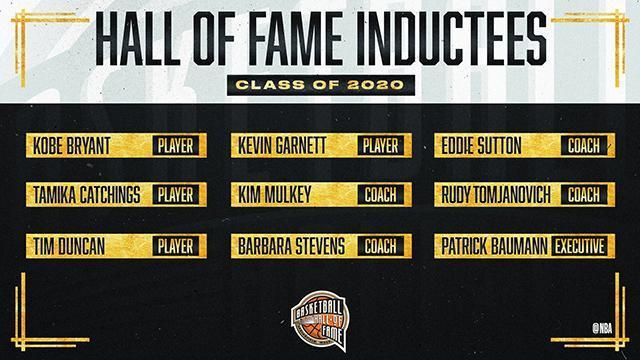 HALL OF FAME INDUCTEES
CLASS OF 2020
KOBE BRYANT PLAYER
KEVIN GARNETT PLAYER
EDDIE SUTTON COACH
TAMIKA CATCHINGS PLAYER
KIM MULKEY COACH
RUDY TOMJANOVICH COACH
TIM DUNCAN PLAYER
BARBARA STEVENS COACH
PATRICK BAUMANN EXECUTIVE
BASKETBALL
HALL OF
FAME
@NBA